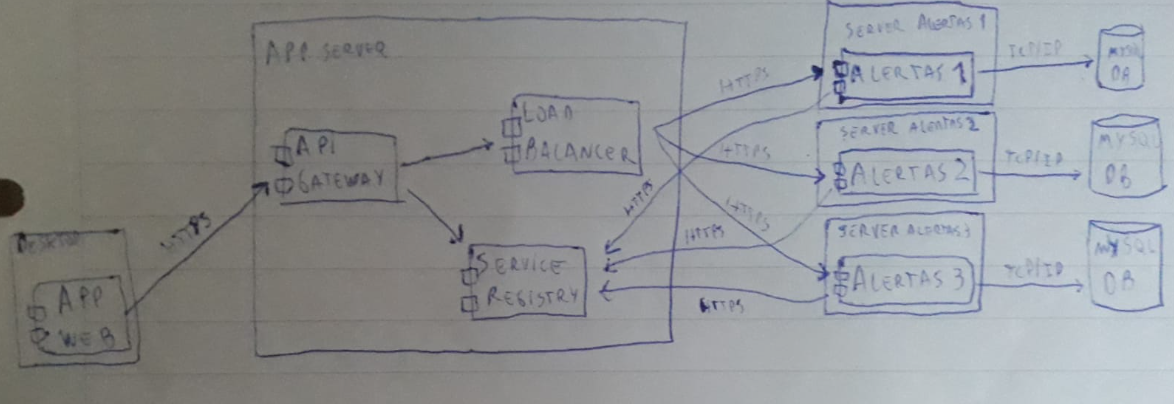 APP SERVER
API
GATEWAY
LOAD
BALANCER
SERVICE
REGISTRY
DESKTOP
APP
WEB
HTTPS
HTTPS
HTTPS
HTTPS
HTTPS
HTTPS
HTTPS
SERVER ALERTAS 1
ALERTAS 1
TCP/IP
MYSQL
DB
SERVER ALERTAS 2
ALERTAS 2
TCP/IP
MYSQL
DB
SERVER ALERTAS 3
ALERTAS 3
TCP/IP
MYSQL
DB